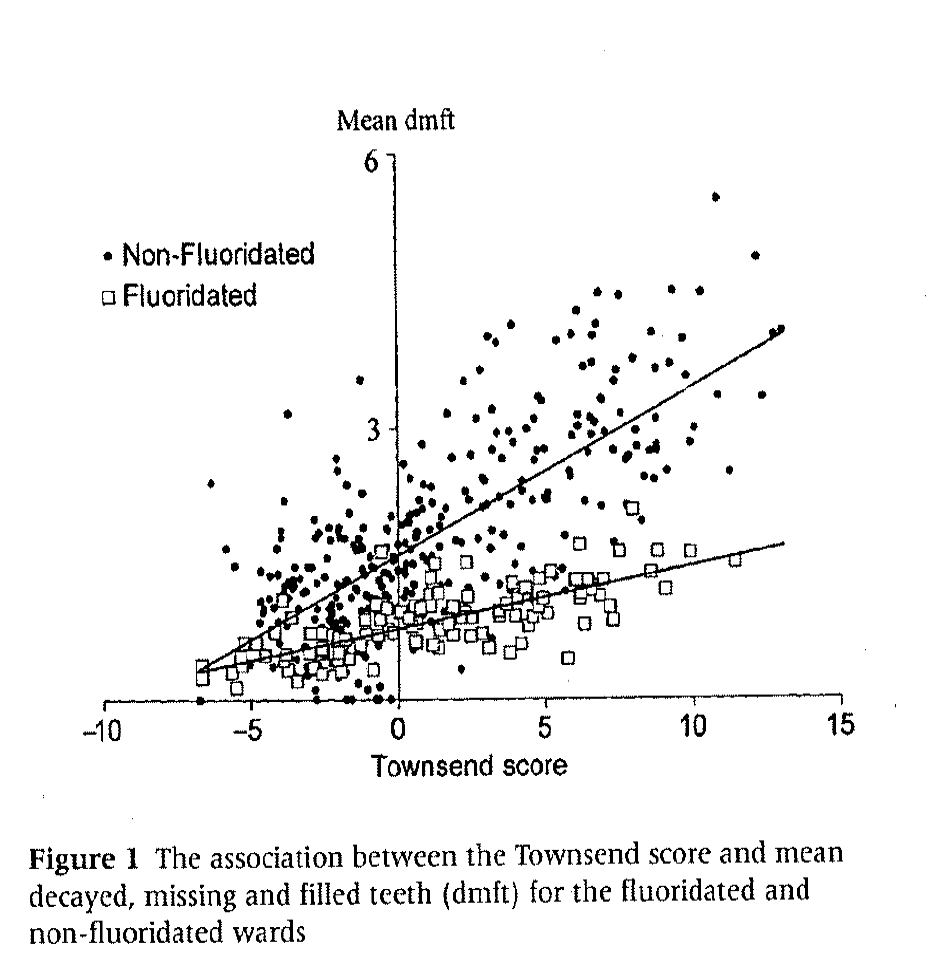 Mean dmft
6
• Non-Fluoridated
□ Fluoridated
3
–10 –5 0 5 10 15
Townsend score
Figure 1 The association between the Townsend score and mean
decayed, missing and filled teeth (dmft) for the fluoridated and
non-fluoridated wards